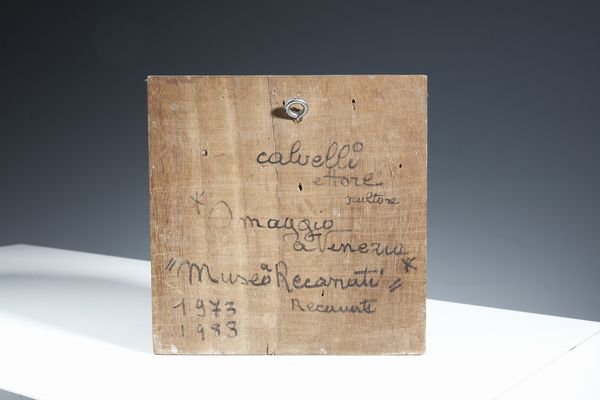 calvelli
ettore
scultore
* Omaggio
a Venezia
"Museo a Recanati" *
1973 Recanati
1983